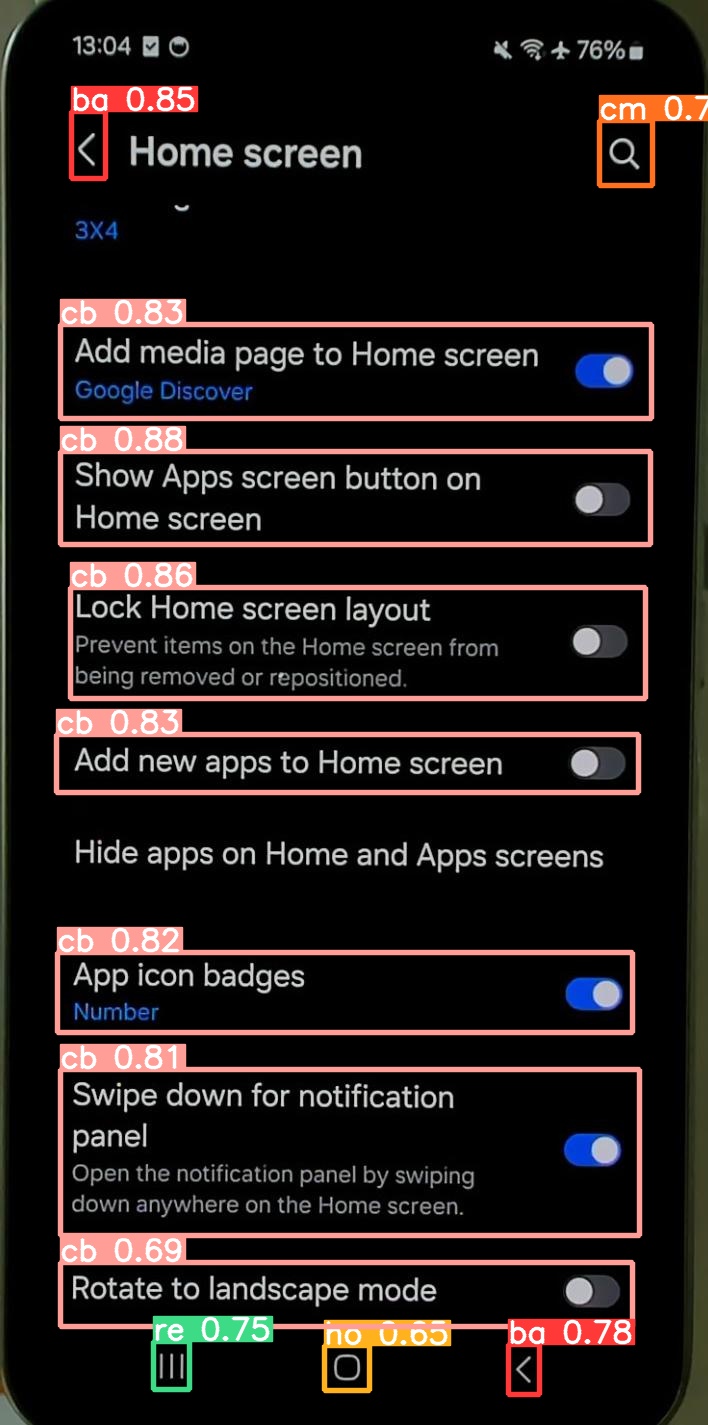 13:04
76%
ba 0.85
cm 0.7
Home screen
3X4
cb 0.83
Add media page to Home screen
Google Discover
cb 0.88
Show Apps screen button on
Home screen
cb 0.86
Lock Home screen layout
Prevent items on the Home screen from
being removed or repositioned.
cb 0.83
Add new apps to Home screen
Hide apps on Home and Apps screens
cb 0.82
App icon badges
Number
cb 0.81
Swipe down for notification
panel
Open the notification panel by swiping
down anywhere on the Home screen.
cb 0.69
Rotate to landscape mode
re 0.75
ho 0.65
ba 0.78